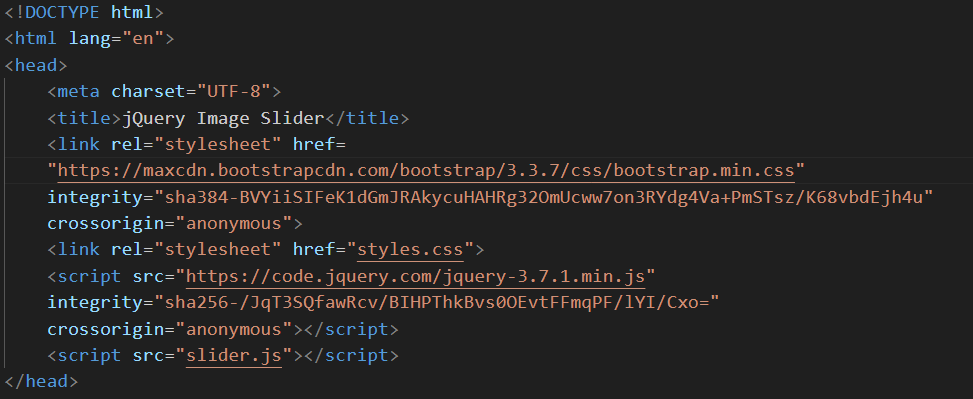 <!DOCTYPE html>
<html lang="en">
<head>
    <meta charset="UTF-8">
    <title>jQuery Image Slider</title>
    <link rel="stylesheet" href=
    "https://maxcdn.bootstrapcdn.com/bootstrap/3.3.7/css/bootstrap.min.css"
    integrity="sha384-BVYiiSIFeK1dGmJRAkycuHAHRg32OmUcww7on3RYdg4Va+PmSTsz/K68vbdEjh4u"
    crossorigin="anonymous">
    <link rel="stylesheet" href="styles.css">
    <script src="https://code.jquery.com/jquery-3.7.1.min.js"
    integrity="sha256-/JqT3SQfawRcv/BIHPThkBvs0OEvtFFmqPF/lYI/Cxo="
    crossorigin="anonymous"></script>
    <script src="slider.js"></script>
</head>